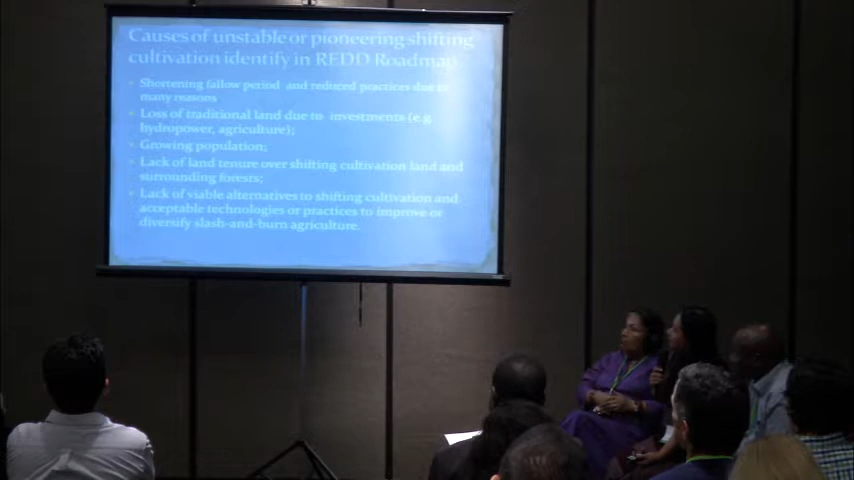 Causes of unstable or pioneering shifting
cultivation identify in REDD Roadmap
Shortening fallow period and reduced practices due to
many reasons
Loss of traditional land due to investments (e.g.
hydropower, agriculture);
Growing population;
Lack of land tenure over shifting cultivation land and
surrounding forests;
Lack of viable alternatives to shifting cultivation and
acceptable technologies or practices to improve or
diversify slash-and-burn agriculture.